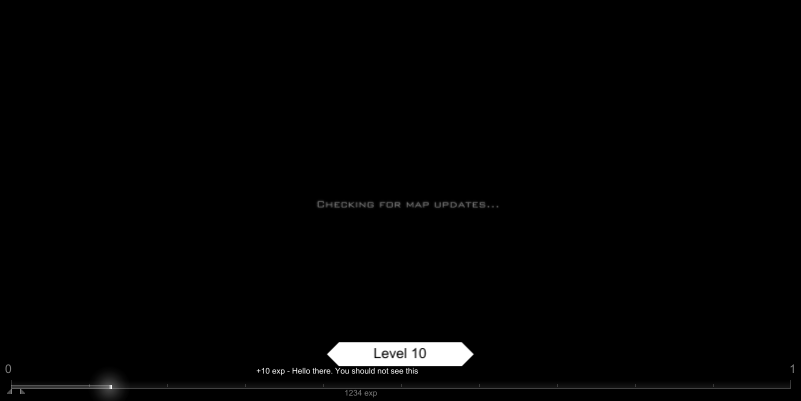 Checking for map updates...
Level 10
0
+10 exp - Hello there. You should not see this
1
1234 exp